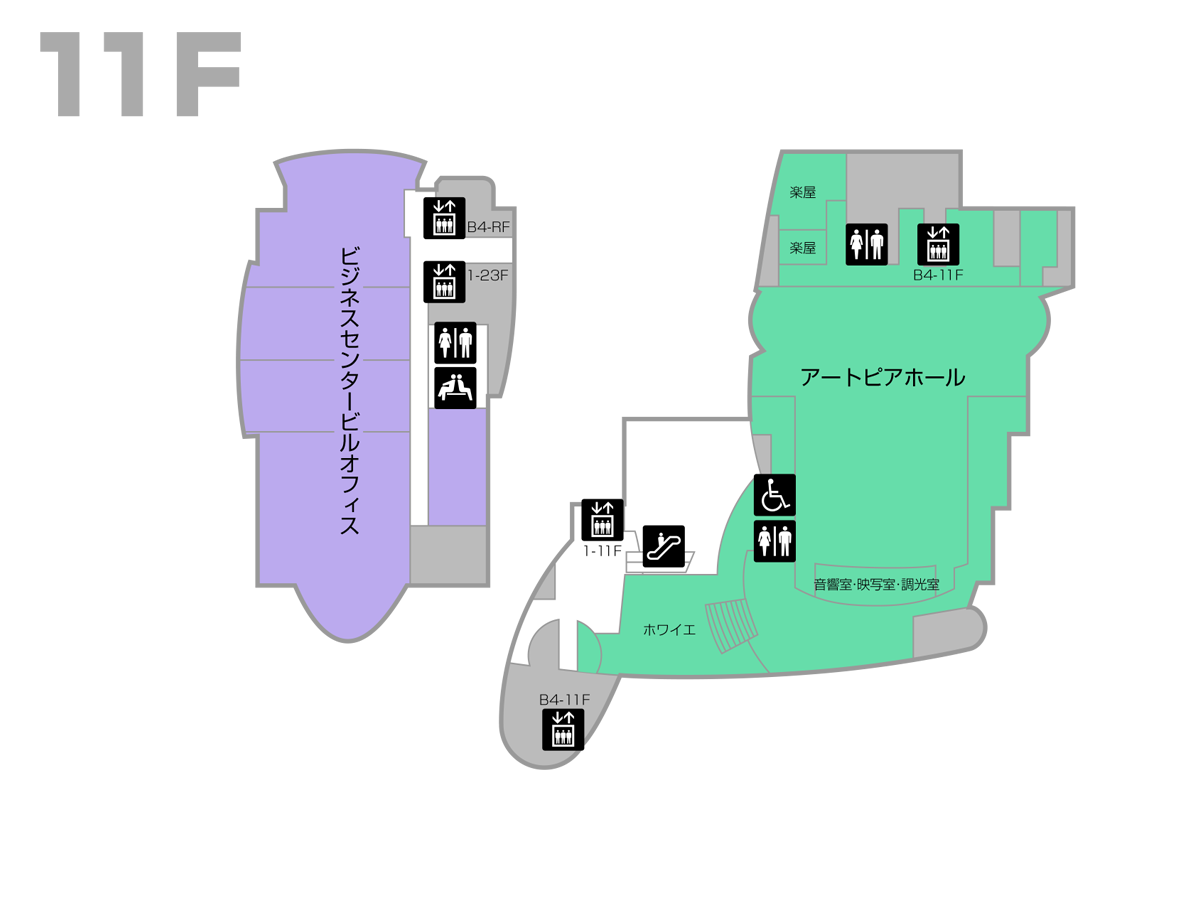 11F
楽屋
楽屋
B4-RF
B4-11F
1-23F
ビジネスセンタービルオフィス
アートピアホール
1-11F
音響室・映写室・調光室
ホワイエ
B4-11F